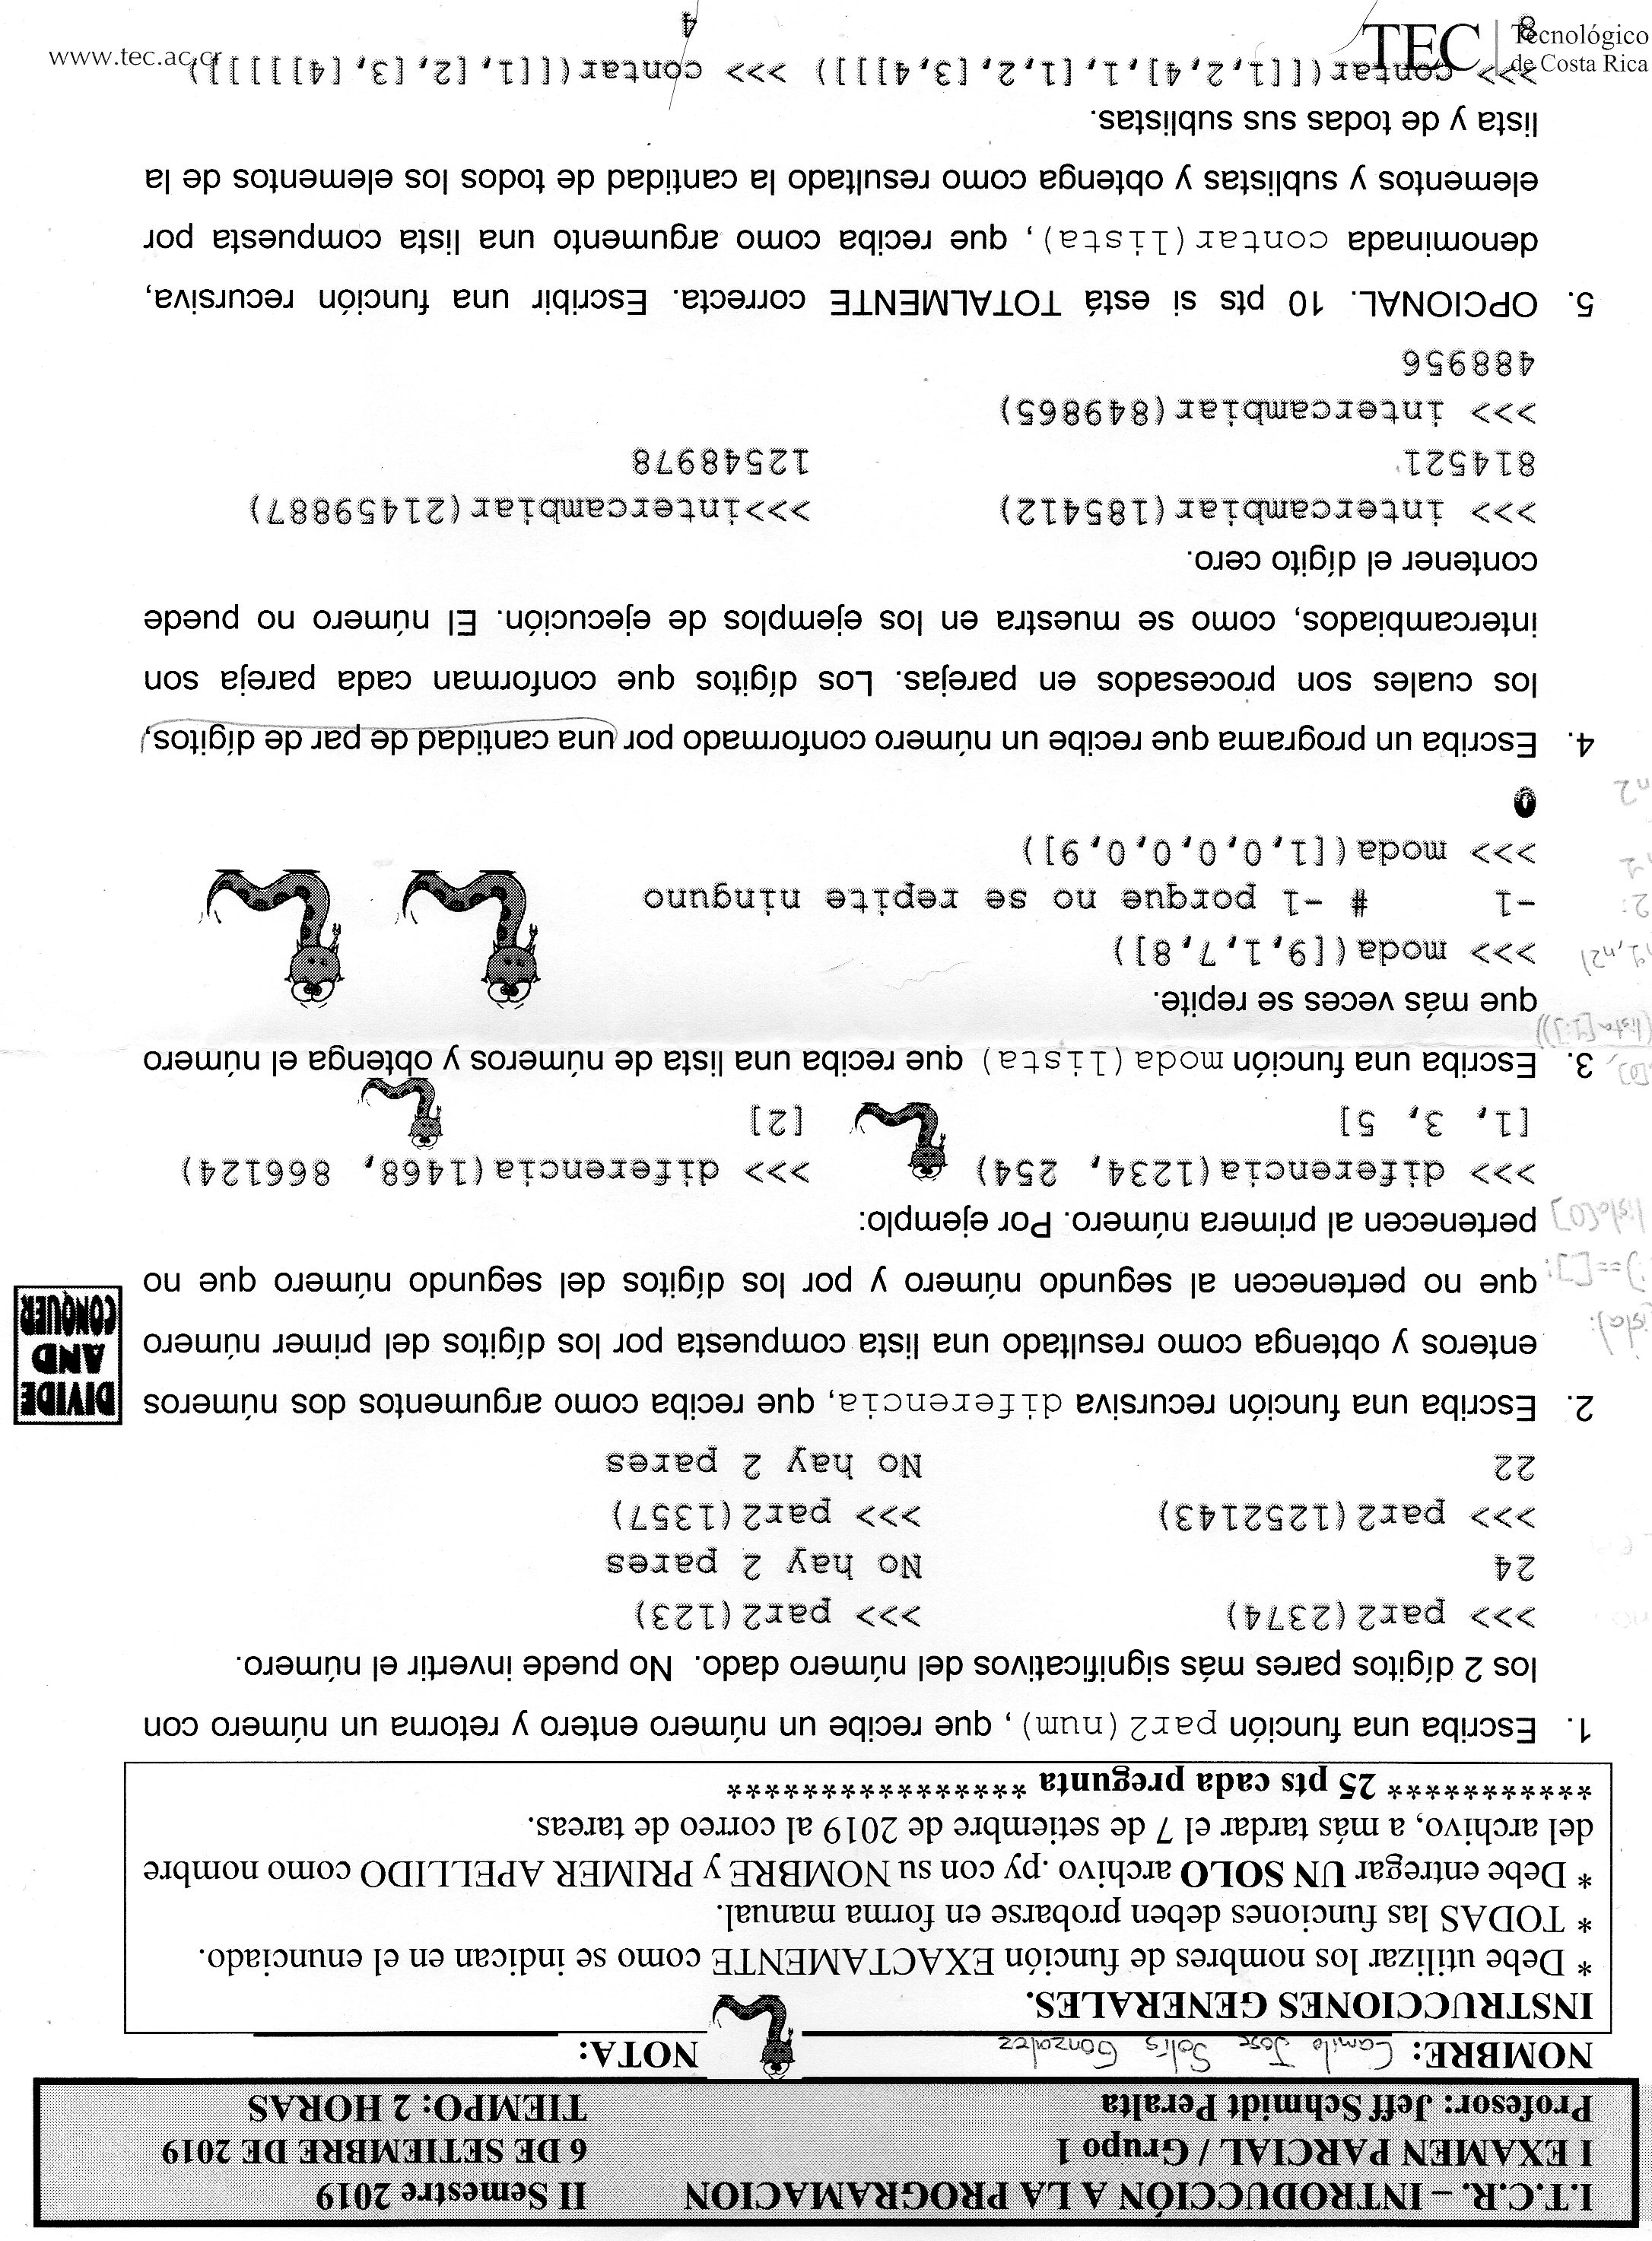 I.T.C.R. – INTRODUCCIÓN A LA PROGRAMACION II Semestre 2019
I EXAMEN PARCIAL / Grupo 1 6 DE SETIEMBRE DE 2019
Profesor: Jeff Schmidt Peralta TIEMPO: 2 HORAS
NOMBRE: Camilo Jose Solís Gonzalez NOTA:
INSTRUCCIONES GENERALES.
* Debe utilizar los nombres de función EXACTAMENTE como se indican en el enunciado.
* TODAS las funciones deben probarse en forma manual.
* Debe entregar UN SOLO archivo .py con su NOMBRE y PRIMER APELLIDO como nombre
del archivo, a más tardar el 7 de setiembre de 2019 al correo de tareas.
*********** 25 pts cada pregunta ****************
1. Escriba una función par2(num), que recibe un número entero y retorna un número con
los 2 dígitos pares más significativos del número dado. No puede invertir el número.
>>> par2(2374) >>> par2(123)
24 No hay 2 pares
>>> par2(1252143) >>> par2(1357)
22 No hay 2 pares
2. Escriba una función recursiva diferencia, que reciba como argumentos dos números
DIVIDE
AND
CONQUER
enteros y obtenga como resultado una lista compuesta por los dígitos del primer número
ista):
que no pertenecen al segundo número y por los dígitos del segundo número que no
:]==[]:
pertenecen al primera número. Por ejemplo:
lista[0]
>>> diferencia(1234, 254) >>> diferencia(1468, 866124)
[1, 3, 5] [2]
3. Escriba una función moda(lista) que reciba una lista de números y obtenga el número
[0],
(lista[1:]))
que más veces se repite.
>>> moda([9,1,7,8])
n1,n2)
-1 # -1 porque no se repite ninguno
2:
>>> moda([1,0,0,0,0,9])
0
n2
4. Escriba un programa que recibe un número conformado por una cantidad de par de dígitos,
los cuales son procesados en parejas. Los dígitos que conforman cada pareja son
intercambiados, como se muestra en los ejemplos de ejecución. El número no puede
contener el dígito cero.
>>> intercambiar(185412) >>>intercambiar(21459887)
814521 12548978
>>> intercambiar(849865)
488956
5. OPCIONAL. 10 pts si está TOTALMENTE correcta. Escribir una función recursiva,
denominada contar(lista), que reciba como argumento una lista compuesta por
elementos y sublistas y obtenga como resultado la cantidad de todos los elementos de la
lista y de todas sus sublistas.
>>> contar([[1,2,4],1,[1,2,[3,4]]]) >>> contar([[1,[2,[3,[4]]]]])
8 4
TEC | Tecnológico
de Costa Rica
www.tec.ac.cr